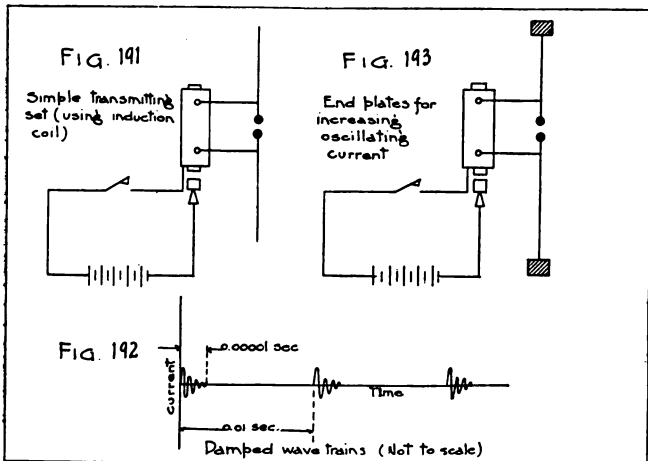 FIG. 191
Simple transmitting
set (using induction
coil)
FIG. 193
End plates for
increasing
oscillating
current
FIG. 192
0.00001 sec
current
Time
0.01 sec.
Damped wave trains (Not to scale)